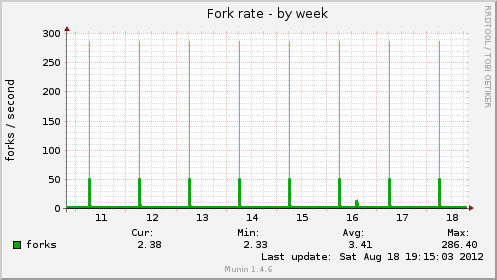 Fork rate - by week
RRDTOOL / TOBI OETIKER
forks / second
300
250
200
150
100
50
0
11 12 13 14 15 16 17 18
Cur: Min: Avg: Max:
forks 2.38 2.33 3.41 286.40
Last update: Sat Aug 18 19:15:03 2012
Munin 1.4.6